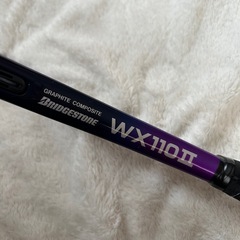 GRAPHITE COMPOSITE
BRIDGESTONE
WX110II